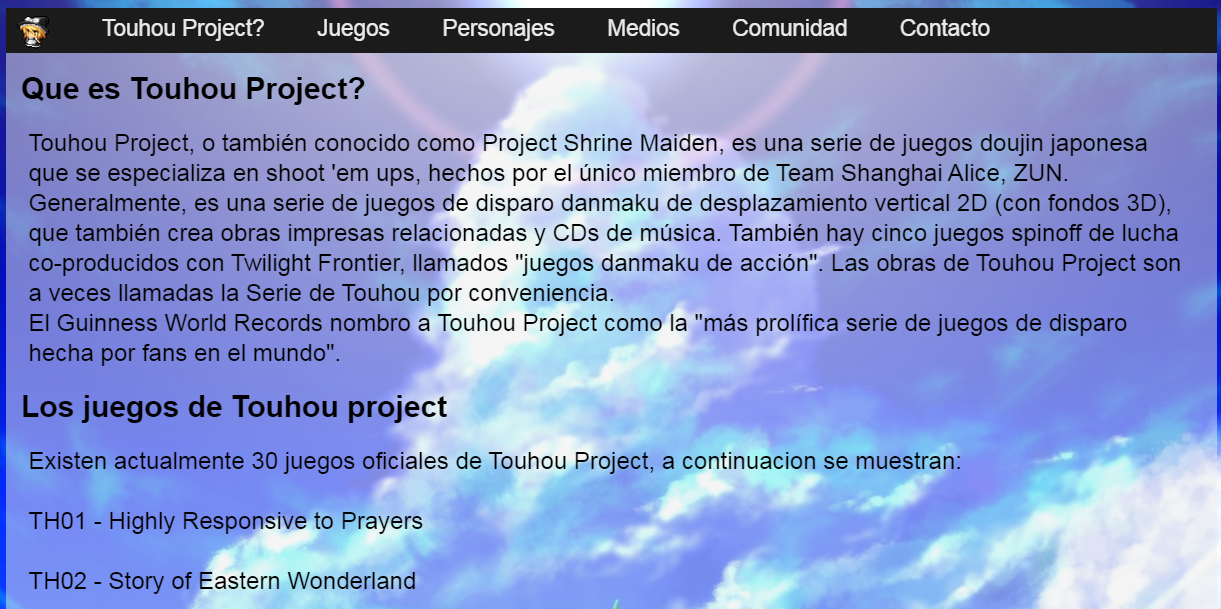 Touhou Project? Juegos Personajes Medios Comunidad Contacto
Que es Touhou Project?
Touhou Project, o también conocido como Project Shrine Maiden, es una serie de juegos doujin japonesa
que se especializa en shoot 'em ups, hechos por el único miembro de Team Shanghai Alice, ZUN.
Generalmente, es una serie de juegos de disparo danmaku de desplazamiento vertical 2D (con fondos 3D),
que también crea obras impresas relacionadas y CDs de música. También hay cinco juegos spinoff de lucha
co-producidos con Twilight Frontier, llamados "juegos danmaku de acción". Las obras de Touhou Project son
a veces llamadas la Serie de Touhou por conveniencia.
El Guinness World Records nombro a Touhou Project como la "más prolífica serie de juegos de disparo
hecha por fans en el mundo".
Los juegos de Touhou project
Existen actualmente 30 juegos oficiales de Touhou Project, a continuacion se muestran:
TH01 - Highly Responsive to Prayers
TH02 - Story of Eastern Wonderland